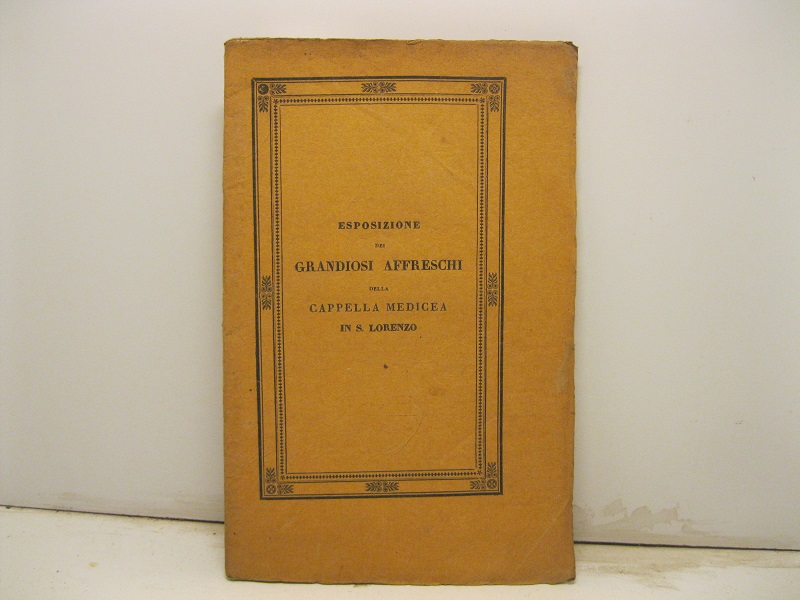 ESPOSIZIONE
DEI
GRANDIOSI AFFRESCHI
DELLA
CAPPELLA MEDICEA
IN S. LORENZO